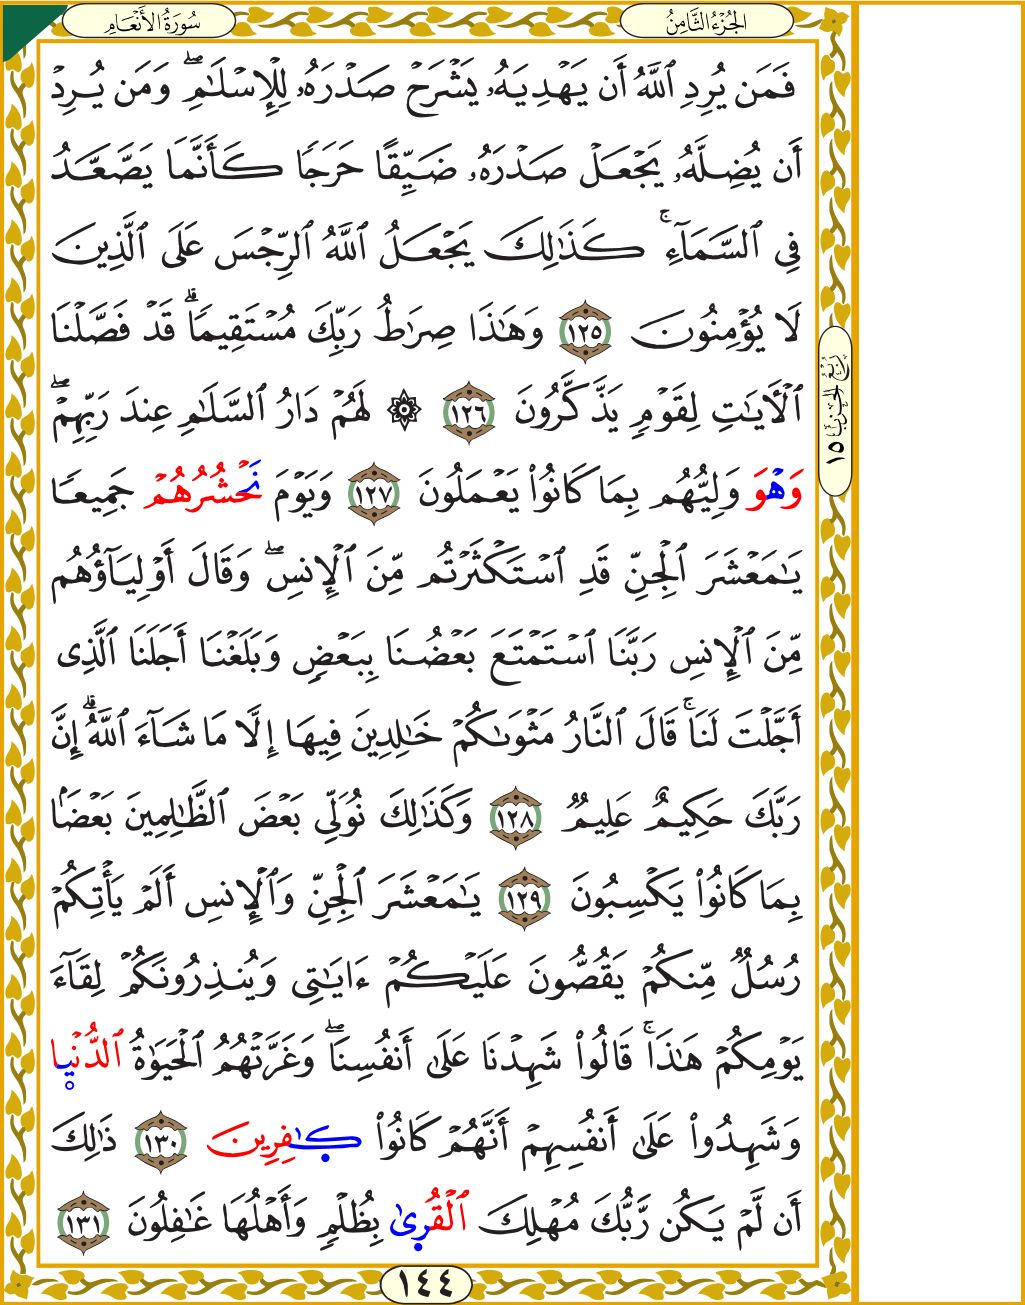 سُورَةُ الأَنْعَامِ
الجُزْءُ الثَّامِنُ
فَمَن يُرِدِ ٱللَّهُ أَن يَهْدِيَهُۥ يَشْرَحْ صَدْرَهُۥ لِلْإِسْلَٰمِۖ وَمَن يُرِدْ
أَن يُضِلَّهُۥ يَجْعَلْ صَدْرَهُۥ ضَيِّقًا حَرَجًا كَأَنَّمَا يَصَّعَّدُ
فِى ٱلسَّمَآءِۚ كَذَٰلِكَ يَجْعَلُ ٱللَّهُ ٱلرِّجْسَ عَلَى ٱلَّذِينَ
لَا يُؤْمِنُونَ ١٢٥ وَهَٰذَا صِرَٰطُ رَبِّكَ مُسْتَقِيمًاۗ قَدْ فَصَّلْنَا
ٱلْأٓيَٰتِ لِقَوْمٍ يَذَّكَّرُونَ ١٢٦ ۞ لَهُمْ دَارُ ٱلسَّلَٰمِ عِندَ رَبِّهِمْۖ
وَهْوَ وَلِيُّهُم بِمَا كَانُوا۟ يَعْمَلُونَ ١٢٧ وَيَوْمَ نَحْشُرُهُمْ جَمِيعًا
يَٰمَعْشَرَ ٱلْجِنِّ قَدِ ٱسْتَكْثَرْتُم مِّنَ ٱلْإِنسِۖ وَقَالَ أَوْلِيَآؤُهُم
مِّنَ ٱلْإِنسِ رَبَّنَا ٱسْتَمْتَعَ بَعْضُنَا بِبَعْضٍ وَبَلَغْنَا أَجَلَنَا ٱلَّذِى
أَجَّلْتَ لَنَاۚ قَالَ ٱلنَّارُ مَثْوَىٰكُمْ خَٰلِدِينَ فِيهَا إِلَّا مَا شَآءَ ٱللَّهُۗ إِنَّ
رَبَّكَ حَكِيمٌ عَلِيمٌ ١٢٨ وَكَذَٰلِكَ نُوَلِّى بَعْضَ ٱلظَّٰلِمِينَ بَعْضًۢا
بِمَا كَانُوا۟ يَكْسِبُونَ ١٢٩ يَٰمَعْشَرَ ٱلْجِنِّ وَٱلْإِنسِ أَلَمْ يَأْتِكُمْ
رُسُلٌ مِّنكُمْ يَقُصُّونَ عَلَيْكُمْ ءَايَٰتِى وَيُنذِرُونَكُمْ لِقَآءَ
يَوْمِكُمْ هَٰذَاۚ قَالُوا۟ شَهِدْنَا عَلَىٰ أَنفُسِنَاۖ وَغَرَّتْهُمُ ٱلْحَيَوٰةُ ٱلدُّنْيَا
وَشَهِدُوا۟ عَلَىٰ أَنفُسِهِمْ أَنَّهُمْ كَانُوا۟ كَٰفِرِينَ ١٣٠ ذَٰلِكَ
أَن لَّمْ يَكُن رَّبُّكَ مُهْلِكَ ٱلْقُرَىٰ بِظُلْمٍ وَأَهْلُهَا غَٰفِلُونَ ١٣١
رُبْعُ الحِزْبِ ١٥
١٤٤